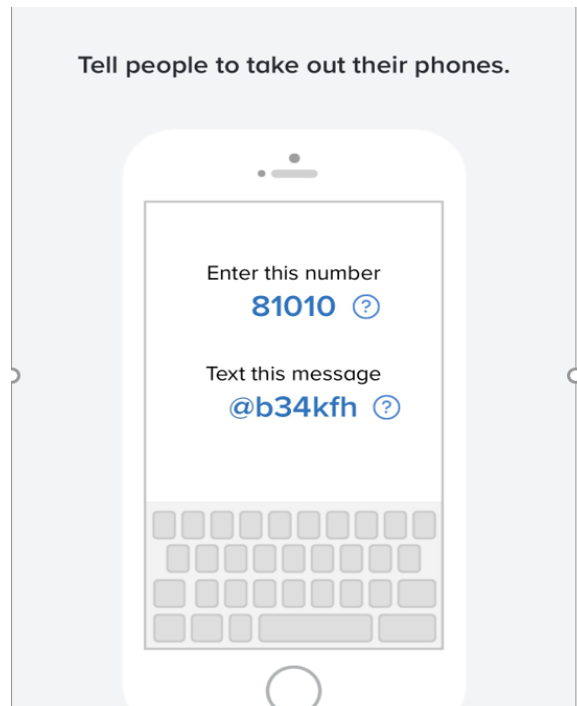 Tell people to take out their phones.
Enter this number
81010 ?
Text this message
@b34kfh ?